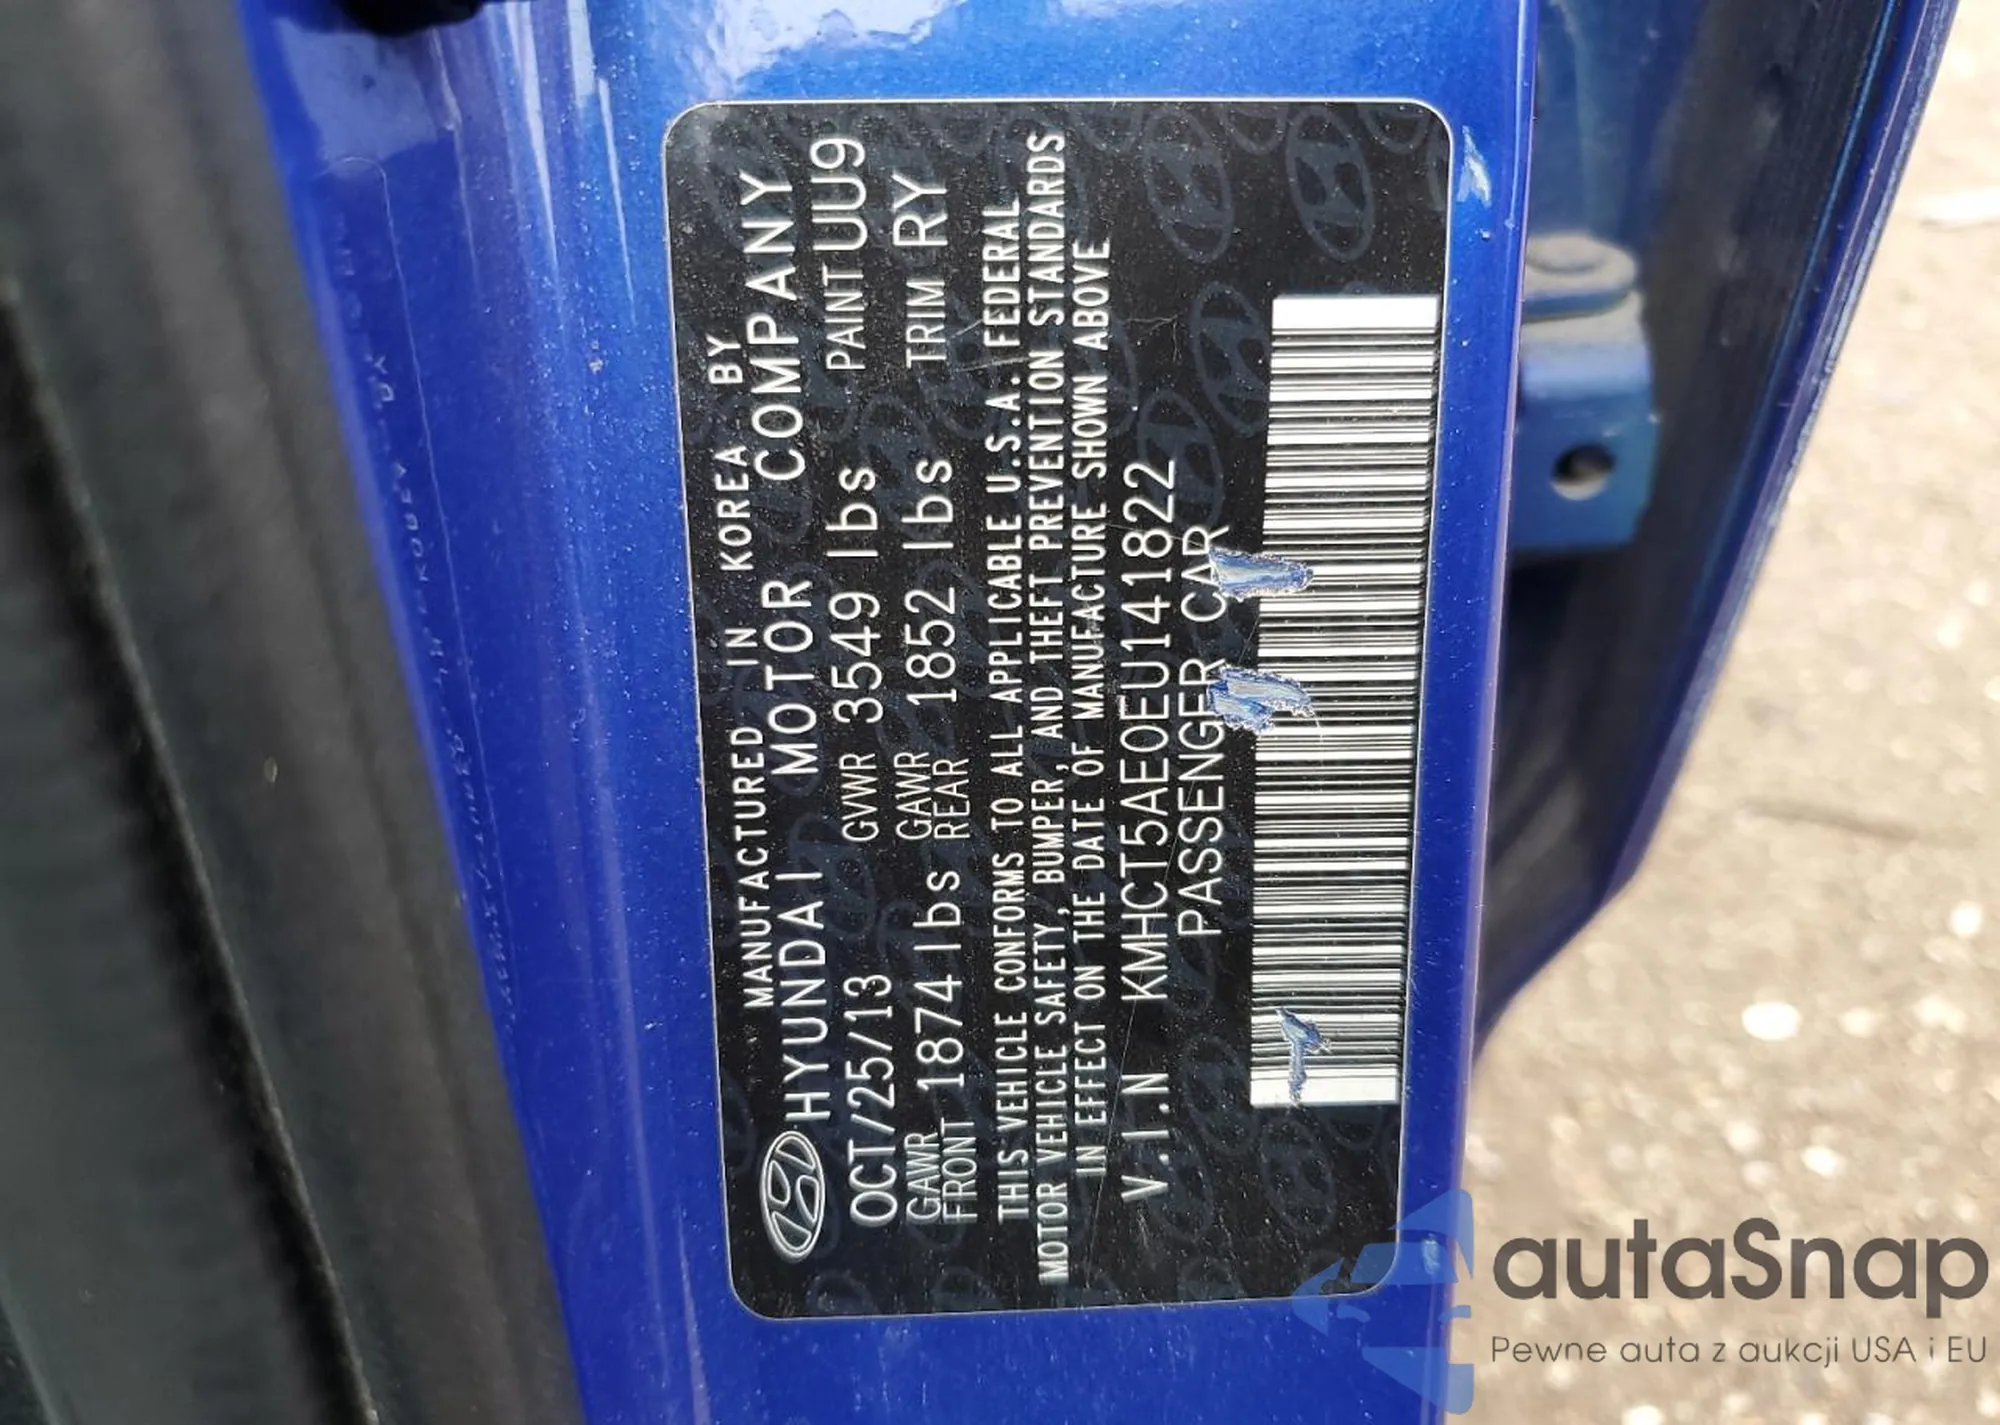 MANUFACTURED IN KOREA BY
HYUNDAI MOTOR COMPANY
OCT/25/13 GVWR 3549 lbs PAINT UU9
GAWR FRONT 1874 lbs GAWR REAR 1852 lbs TRIM RY
THIS VEHICLE CONFORMS TO ALL APPLICABLE U.S.A. FEDERAL
MOTOR VEHICLE SAFETY, BUMPER, AND THEFT PREVENTION STANDARDS
IN EFFECT ON THE DATE OF MANUFACTURE SHOWN ABOVE
V.I.N KMHCT5AE0EU141822
PASSENGER CAR
autaSnap
Pewne auta z aukcji USA i EU